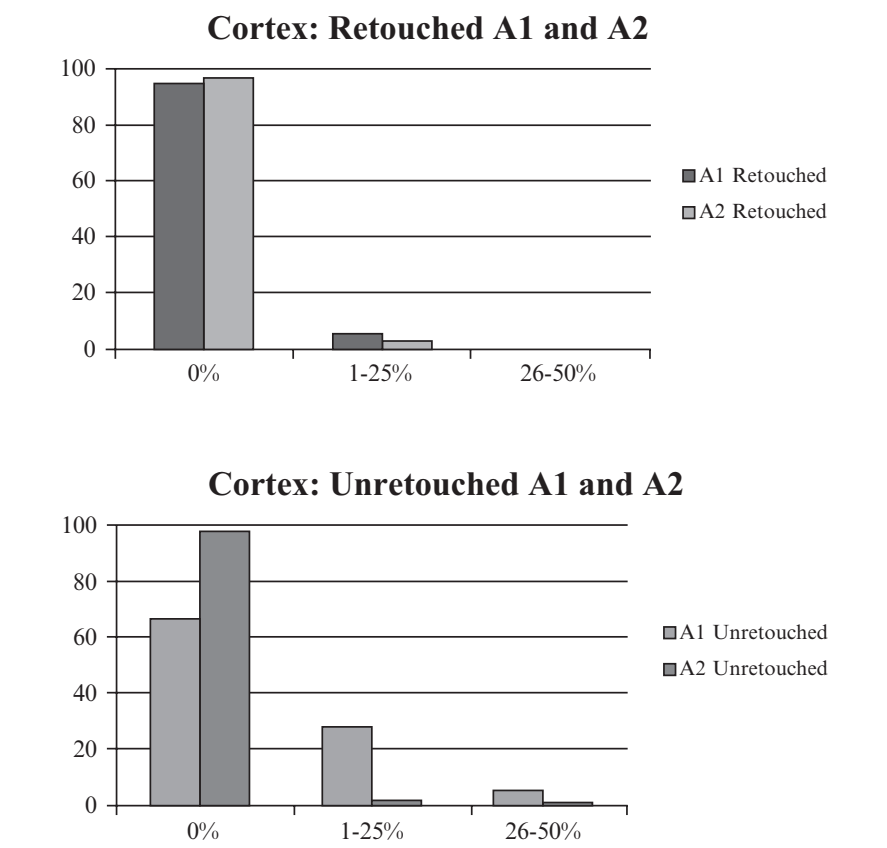 Cortex: Retouched A1 and A2
100
80
60
40
20
0
0% 1-25% 26-50%
A1 Retouched
A2 Retouched
Cortex: Unretouched A1 and A2
100
80
60
40
20
0
0% 1-25% 26-50%
A1 Unretouched
A2 Unretouched